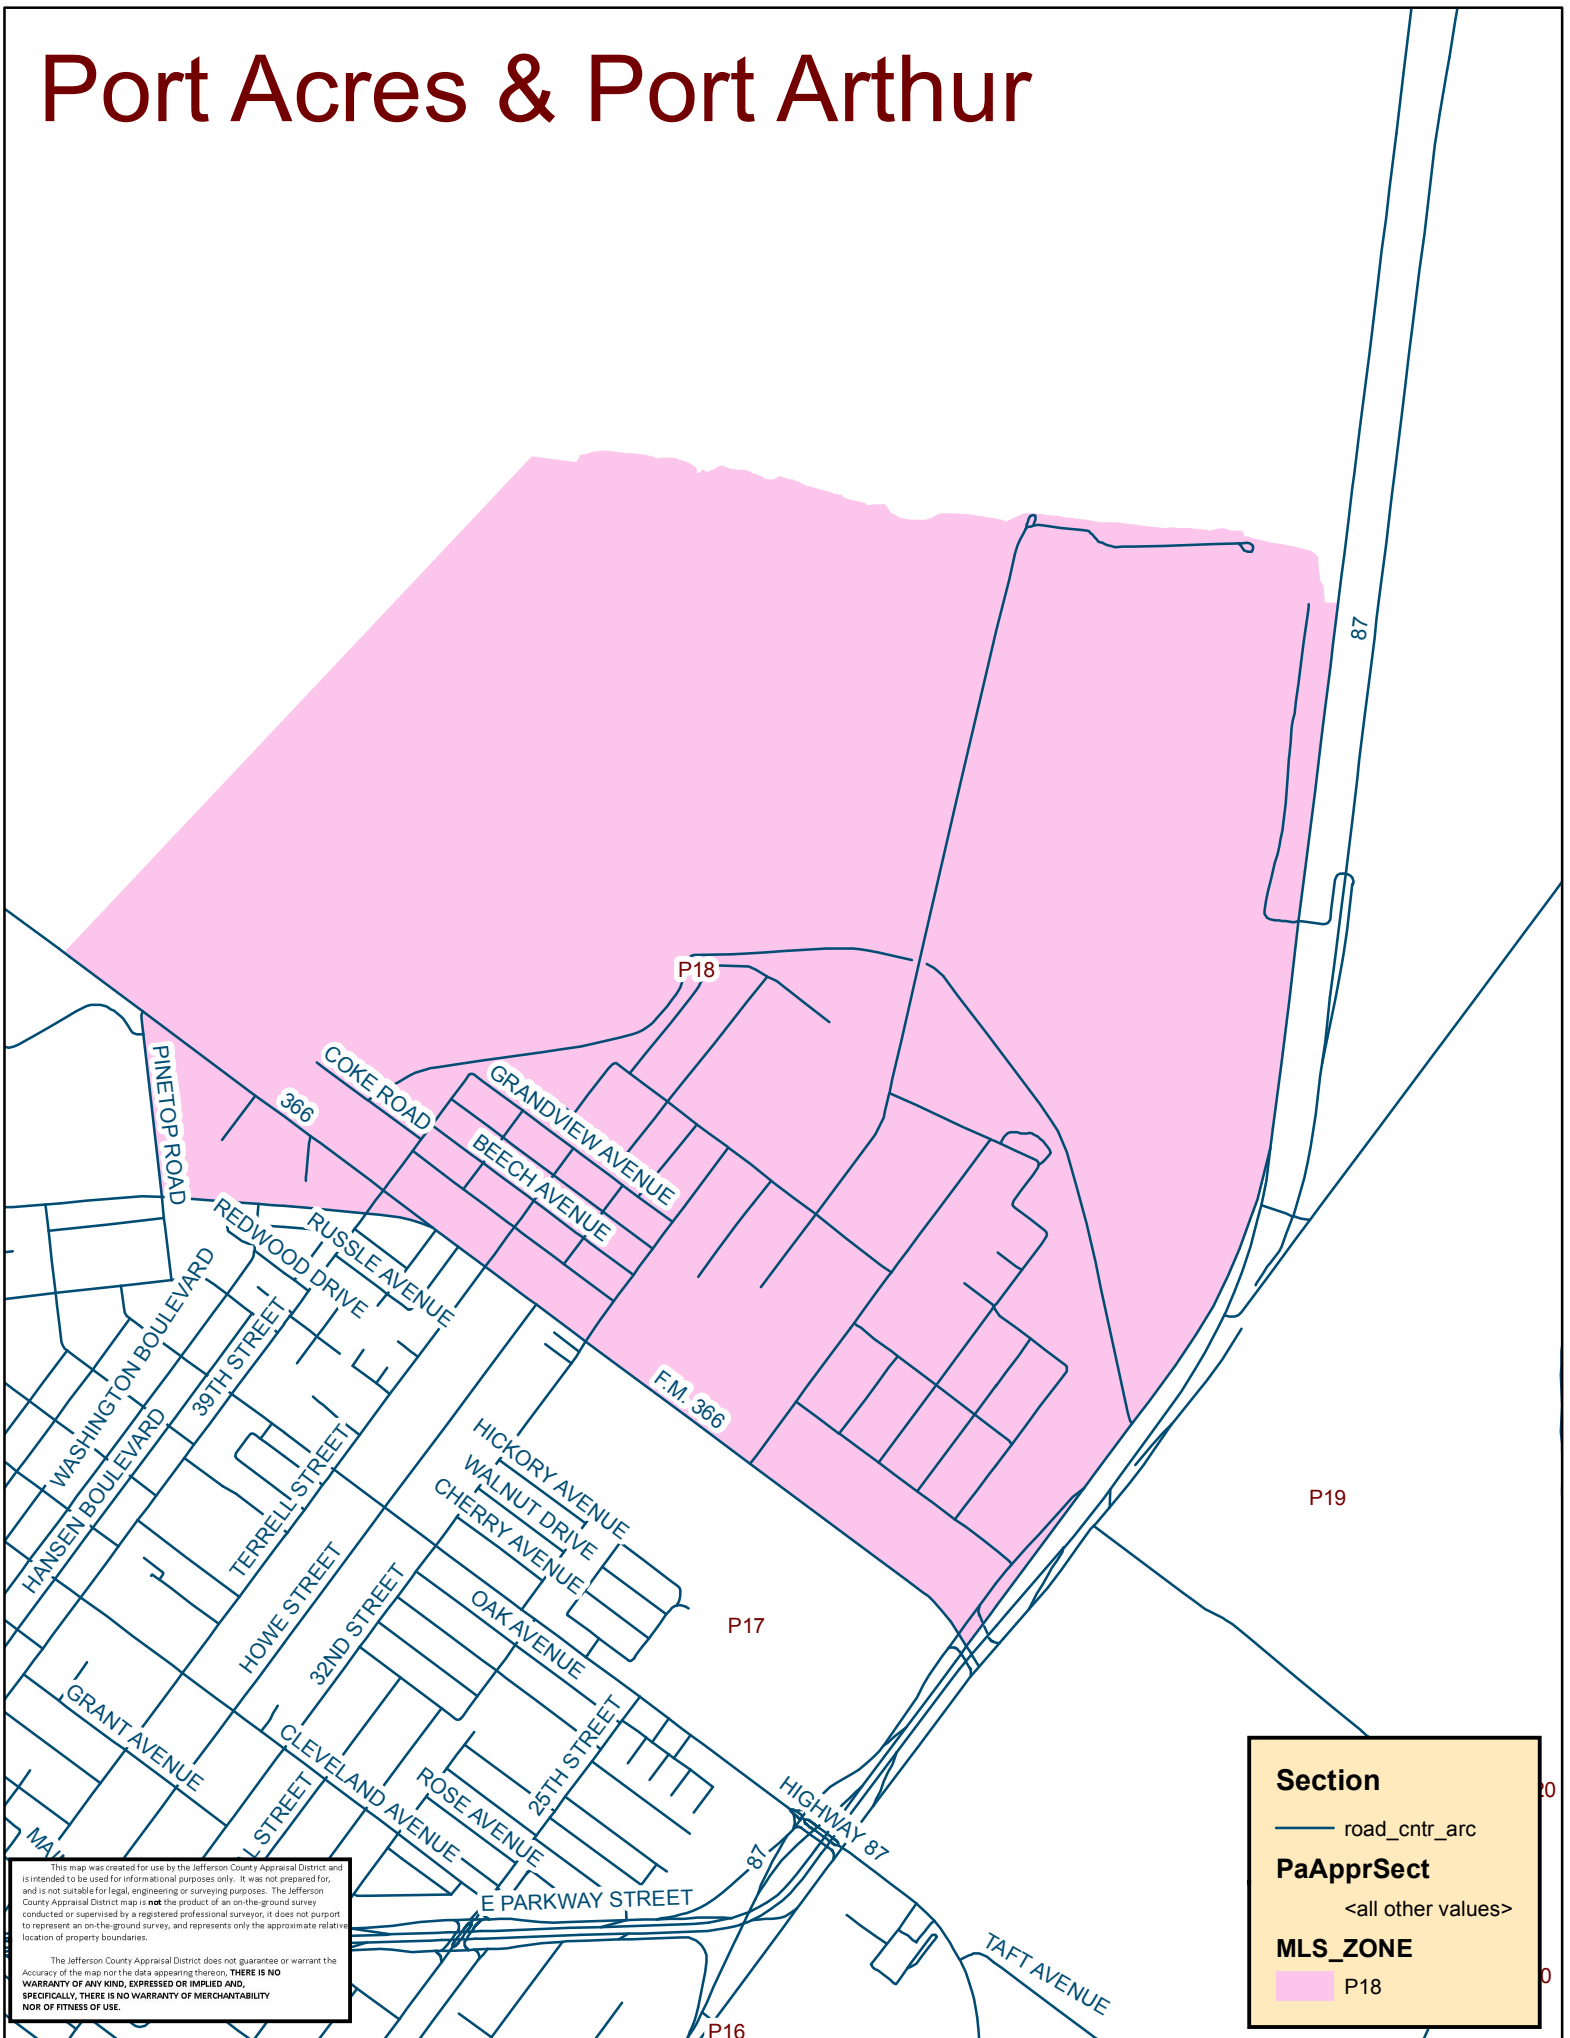 Port Acres & Port Arthur
87
P18
PINETOP ROAD
366
COKE ROAD
GRANDVIEW AVENUE
BEECH AVENUE
REDWOOD DRIVE
RUSSLE AVENUE
WASHINGTON BOULEVARD
39TH STREET
HANSEN BOULEVARD
F.M. 366
TERRELL STREET
HICKORY AVENUE
WALNUT DRIVE
CHERRY AVENUE
P19
HOWE STREET
32ND STREET
OAK AVENUE
P17
GRANT AVENUE
CLEVELAND AVENUE
25TH STREET
ROSE AVENUE
L STREET
HIGHWAY 87
87
MAI
E PARKWAY STREET
TAFT AVENUE
P16
20
0
This map was created for use by the Jefferson County Appraisal District and
is intended to be used for informational purposes only. It was not prepared for,
and is not suitable for legal, engineering or surveying purposes. The Jefferson
County Appraisal District map is not the product of an on-the-ground survey
conducted or supervised by a registered professional surveyor, it does not purport
to represent an on-the-ground survey, and represents only the approximate relative
location of property boundaries.
The Jefferson County Appraisal District does not guarantee or warrant the
Accuracy of the map nor the data appearing thereon, THERE IS NO
WARRANTY OF ANY KIND, EXPRESSED OR IMPLIED AND,
SPECIFICALLY, THERE IS NO WARRANTY OF MERCHANTABILITY
NOR OF FITNESS OF USE.
Section
road_cntr_arc
PaApprSect
<all other values>
MLS_ZONE
P18